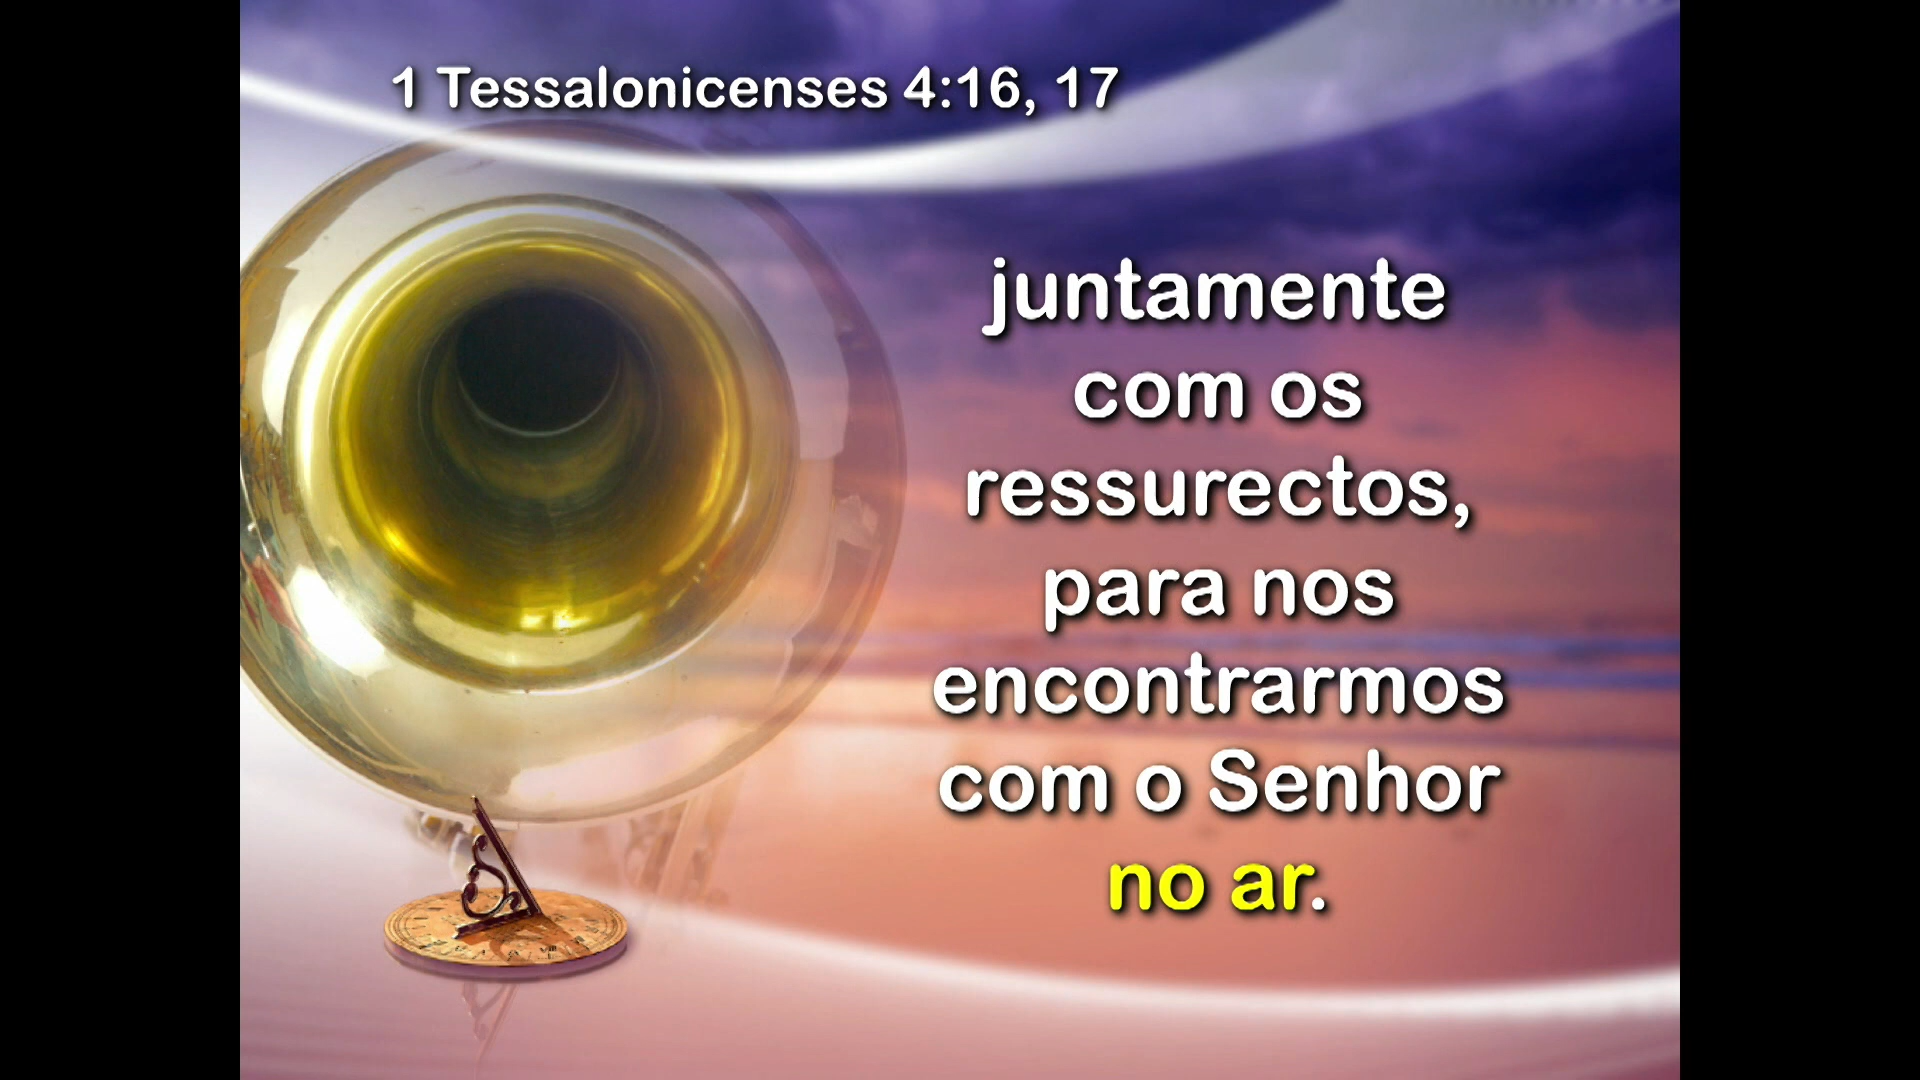 1 Tessalonicenses 4:16, 17
juntamente
com os
ressurectos,
para nos
encontrarmos
com o Senhor
no ar.